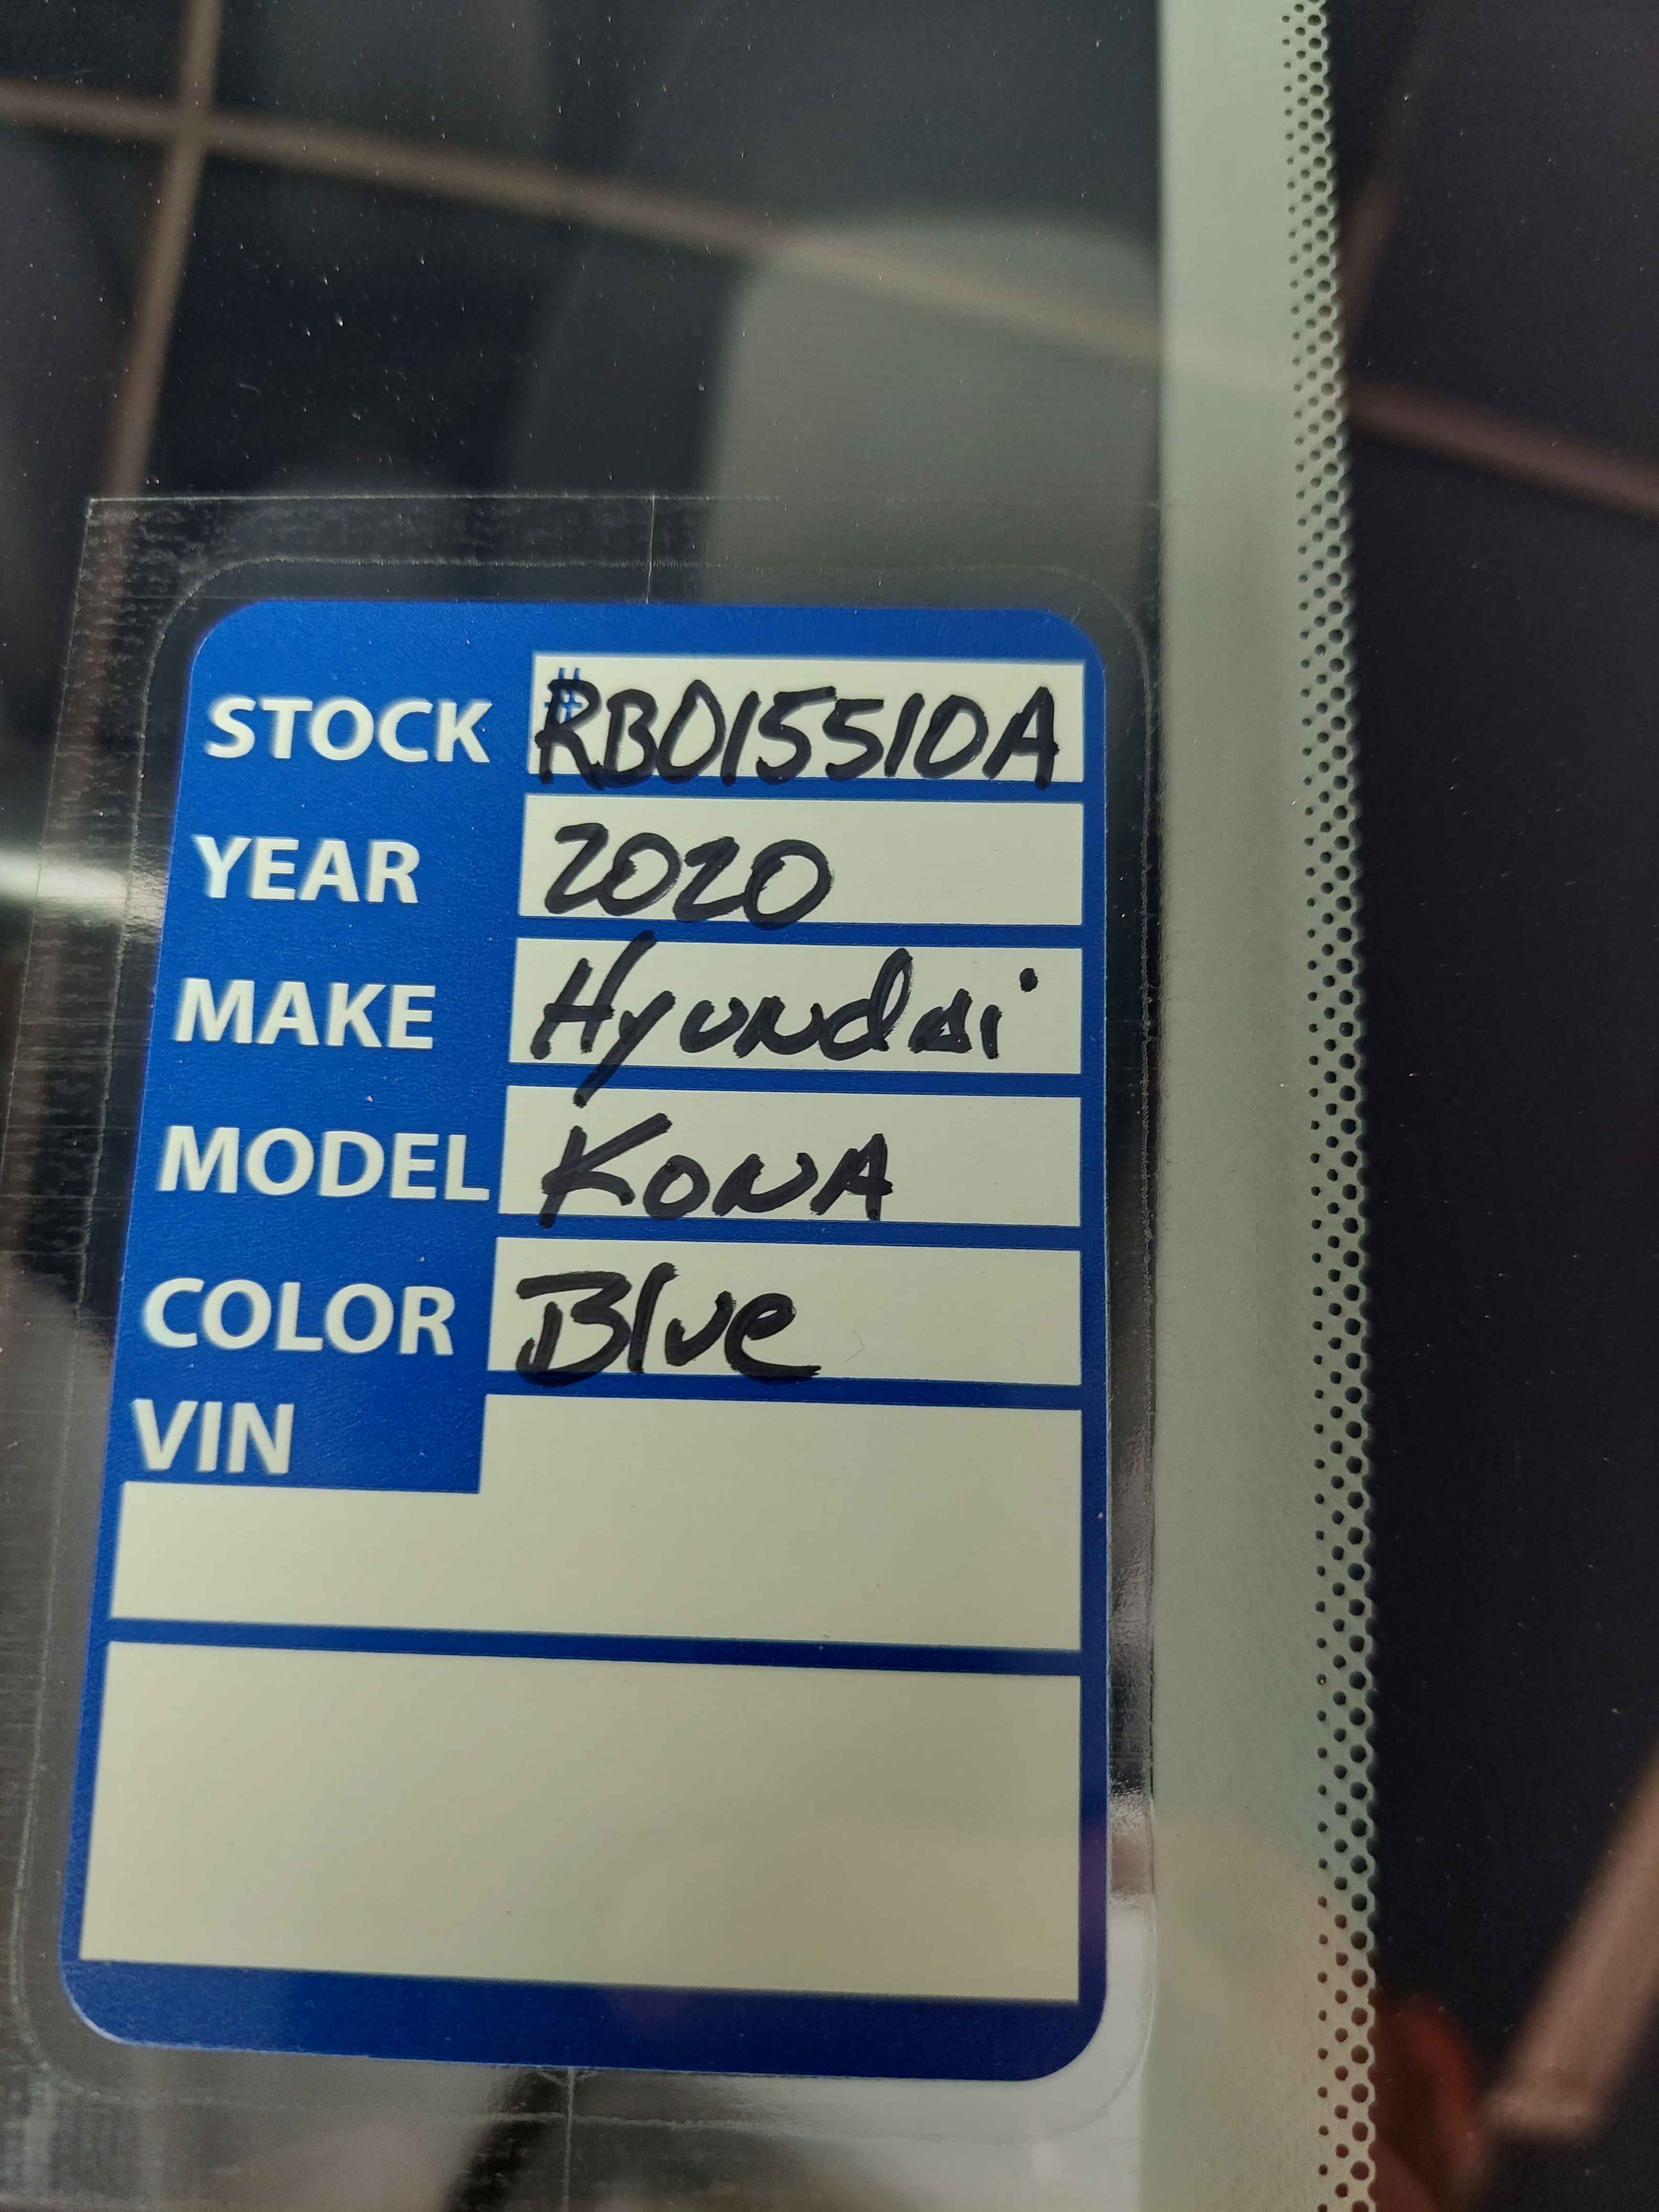 STOCK #RB015510A
YEAR 2020
MAKE Hyundai
MODEL KONA
COLOR Blue
VIN